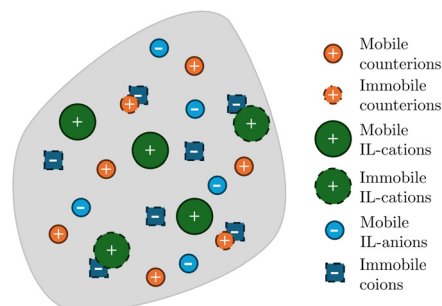 Mobile
counterions
Immobile
counterions
Mobile
IL-cations
Immobile
IL-cations
Mobile
IL-anions
Immobile
coions